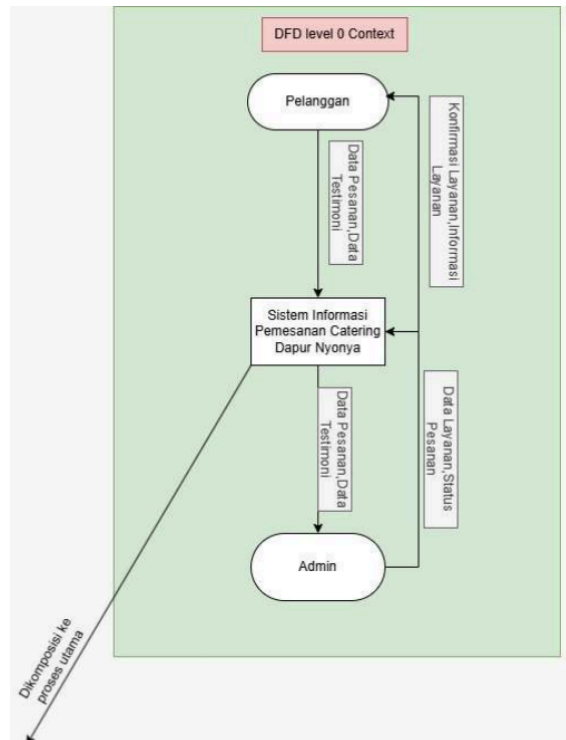 DFD level 0 Context
Pelanggan
Data Pesanan,Data
Testimoni
Konfirmasi Layanan,Informasi
Layanan
Sistem Informasi
Pemesanan Catering
Dapur Nyonya
Data Pesanan,Data
Testimoni
Data Layanan,Status
Pesanan
Admin
Dikomposisi ke
proses utama